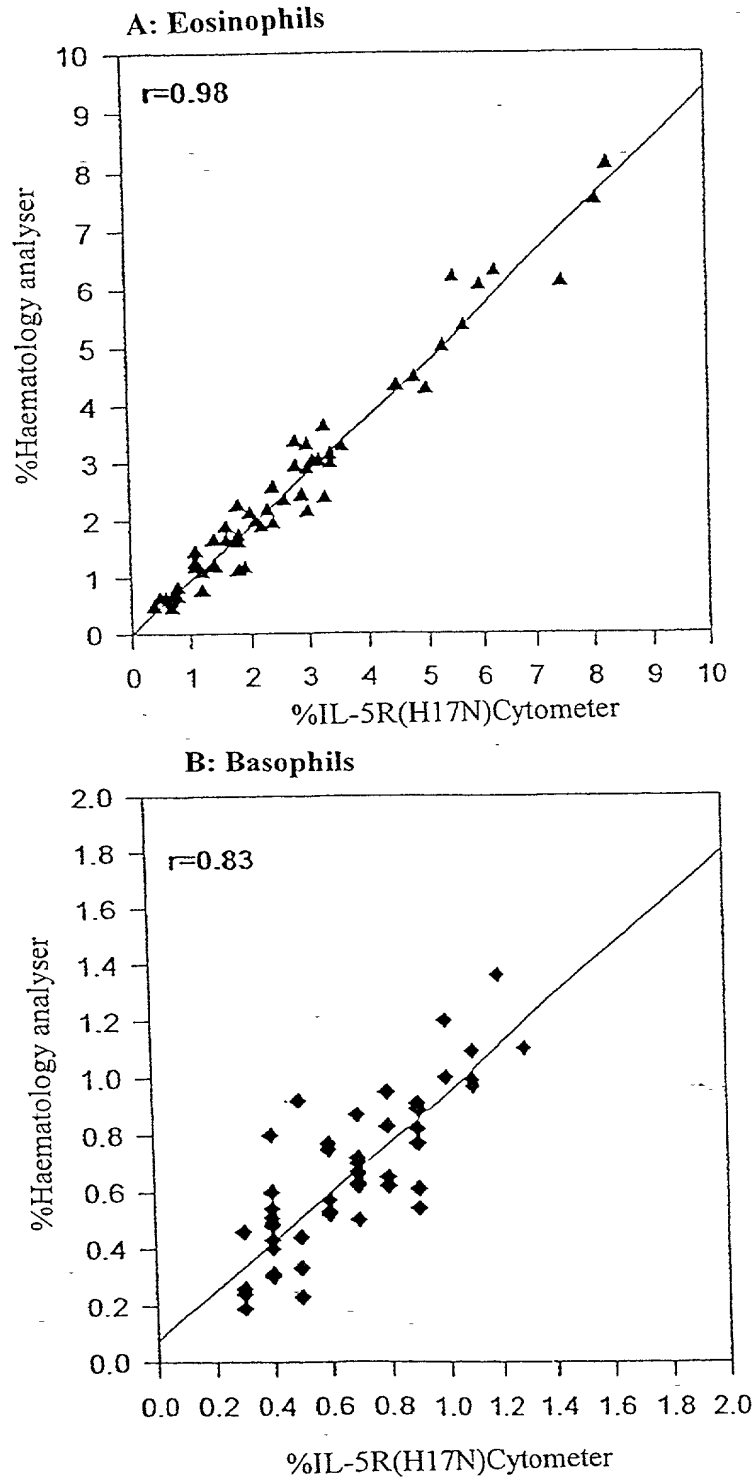 A: Eosinophils
r=0.98
%Haematology analyser
10
9
8
7
6
5
4
3
2
1
0
0 1 2 3 4 5 6 7 8 9 10
%IL-5R(H17N)Cytometer
B: Basophils
r=0.83
%Haematology analyser
2.0
1.8
1.6
1.4
1.2
1.0
0.8
0.6
0.4
0.2
0.0
0.0 0.2 0.4 0.6 0.8 1.0 1.2 1.4 1.6 1.8 2.0
%IL-5R(H17N)Cytometer